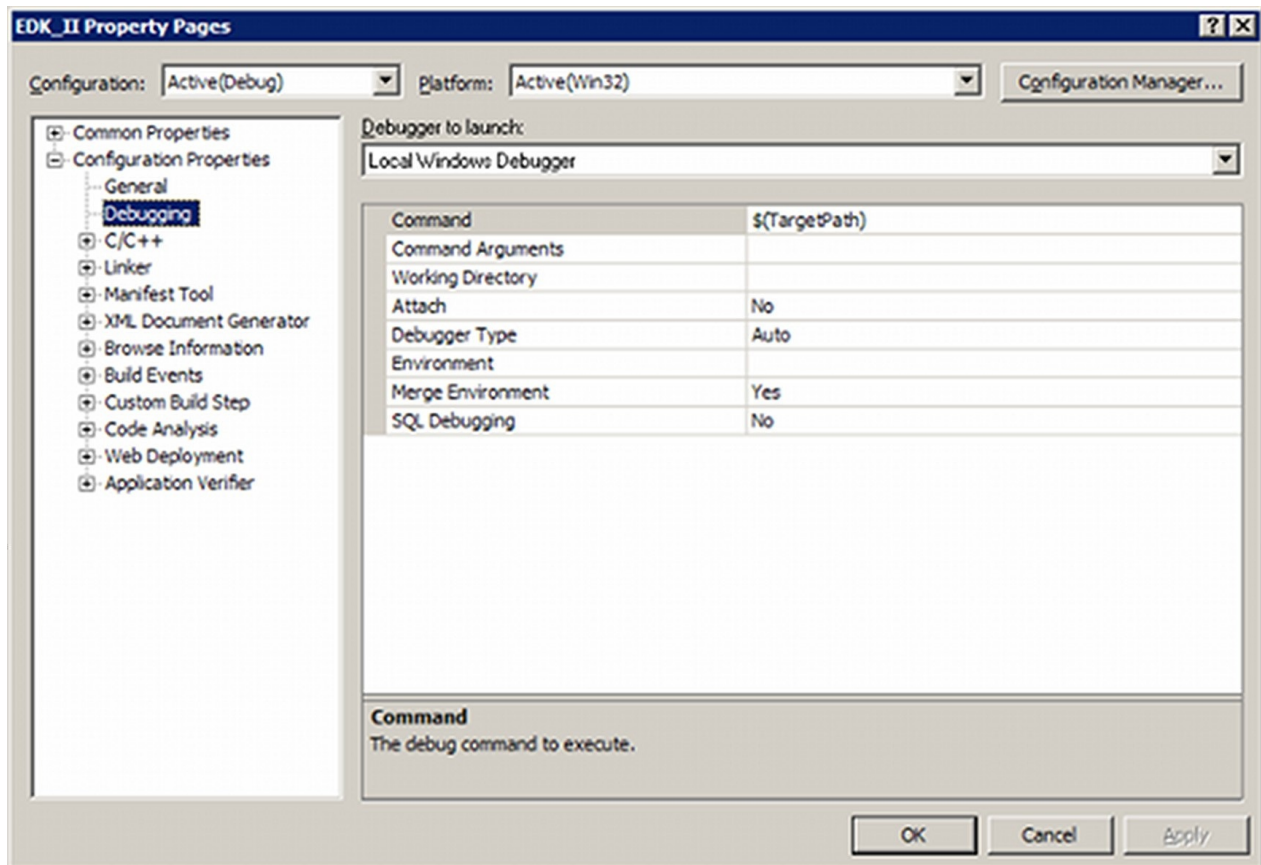 EDK_II Property Pages
Configuration: Active(Debug) Platform: Active(Win32) Configuration Manager...
Common Properties
Configuration Properties
General
Debugging
C/C++
Linker
Manifest Tool
XML Document Generator
Browse Information
Build Events
Custom Build Step
Code Analysis
Web Deployment
Application Verifier
Debugger to launch:
Local Windows Debugger
Command $(TargetPath)
Command Arguments
Working Directory
Attach No
Debugger Type Auto
Environment
Merge Environment Yes
SQL Debugging No
Command
The debug command to execute.
OK Cancel Apply